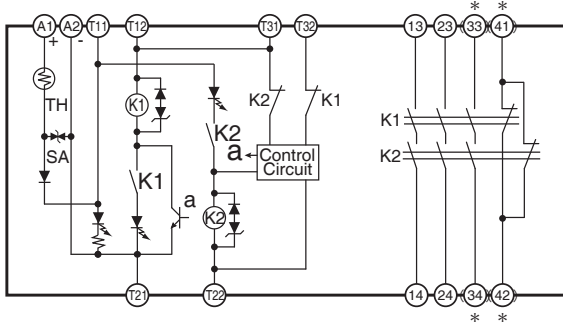 * *
A1 A2 T11 T12 T31 T32 13 23 (33) (41)
+ -
K1 K2 K1
TH K1
K2 a Control
Circuit
SA K2
K1 a
K2
T21 T22 14 24 (34) (42)
* *